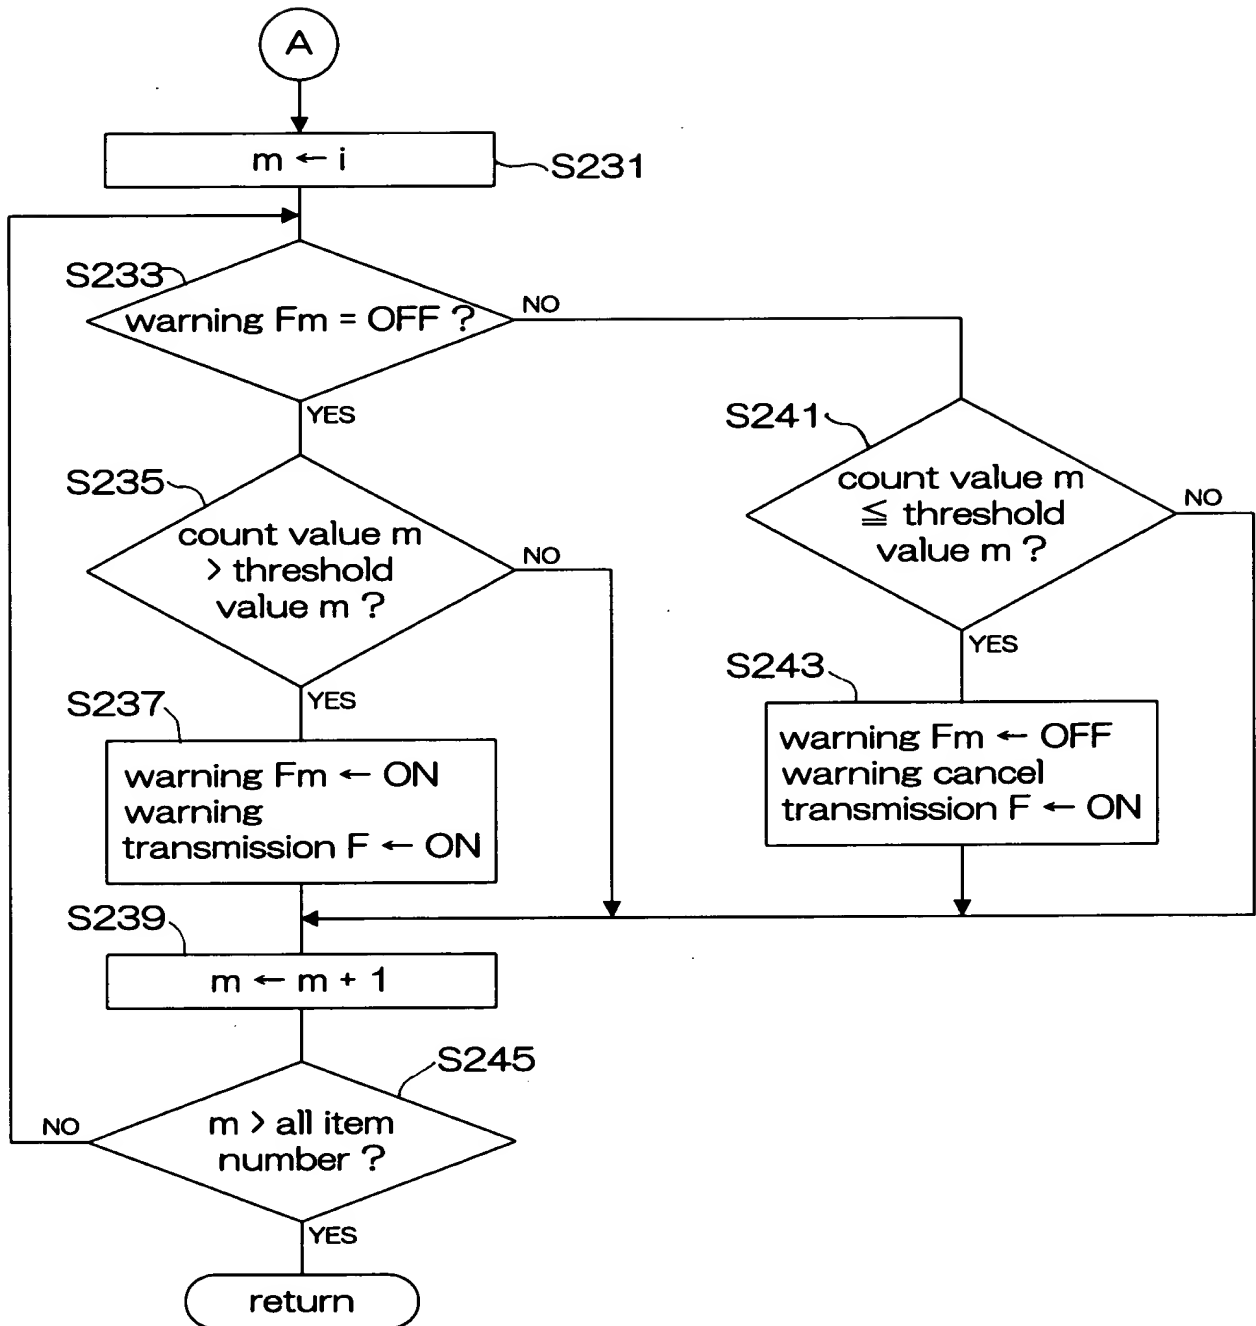 A
m ← i
S231
S233
warning Fm = OFF ?
NO
YES
S241
count value m
≦ threshold
value m ?
NO
YES
S235
count value m
> threshold
value m ?
NO
YES
S243
warning Fm ← OFF
warning cancel
transmission F ← ON
S237
warning Fm ← ON
warning
transmission F ← ON
S239
m ← m + 1
S245
m > all item
number ?
NO
YES
return